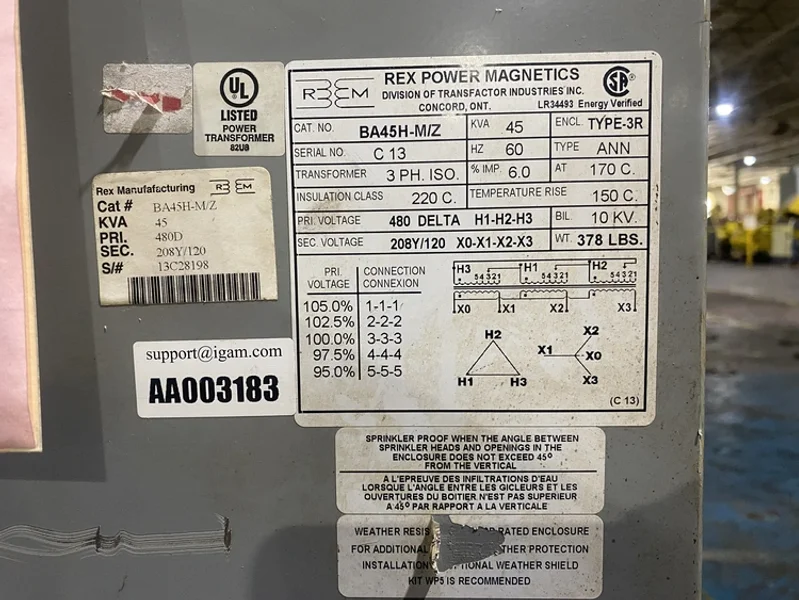 UL
LISTED
POWER
TRANSFORMER
82U8
Rex Manufafacturing REEM
Cat # BA45H-M/Z
KVA 45
PRI. 480D
SEC. 208Y/120
S/# 13C28198
support@igam.com
AA003183
REEM REX POWER MAGNETICS SA
DIVISION OF TRANSFACTOR INDUSTRIES INC.
CONCORD, ONT. LR34493 Energy Verified
CAT. NO. BA45H-M/Z KVA 45 ENCL. TYPE-3R
SERIAL NO. C 13 HZ 60 TYPE ANN
TRANSFORMER 3 PH. ISO. % IMP. 6.0 AT 170 C.
INSULATION CLASS 220 C. TEMPERATURE RISE 150 C.
PRI. VOLTAGE 480 DELTA H1-H2-H3 BIL. 10 KV.
SEC. VOLTAGE 208Y/120 X0-X1-X2-X3 WT. 378 LBS.
PRI. CONNECTION
VOLTAGE CONNEXION
105.0% 1-1-1
102.5% 2-2-2
100.0% 3-3-3
97.5% 4-4-4
95.0% 5-5-5
H3 H1 H2
54321 54321 54321
X0 X1 X2 X3
H2
H1 H3
X2
X1 X0
X3
(C 13)
SPRINKLER PROOF WHEN THE ANGLE BETWEEN
SPRINKLER HEADS AND OPENINGS IN THE
ENCLOSURE DOES NOT EXCEED 45°
FROM THE VERTICAL
A L'EPREUVE DES INFILTRATIONS D'EAU
LORSQUE L'ANGLE ENTRE LES GICLEURS ET LES
OUVERTURES DU BOITIER N'EST PAS SUPERIEUR
A 45° PAR RAPPORT A LA VERTICALE
WEATHER RESIS RATED ENCLOSURE
FOR ADDITIONAL THER PROTECTION
INSTALLATION TIONAL WEATHER SHIELD
KIT WP5 IS RECOMMENDED